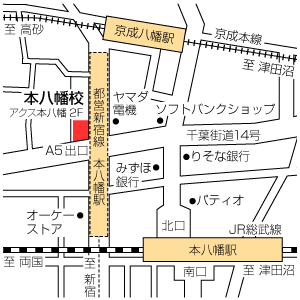 至 高砂
京成八幡駅
京成本線
至 津田沼
本八幡校
アクス本八幡 2F
都営新宿線 本八幡駅
ヤマダ
電機
ソフトバンクショップ
千葉街道14号
A5出口
りそな銀行
みずほ
銀行
パティオ
オーケー
ストア
北口
JR総武線
本八幡駅
至 両国
至 新宿
南口
至 津田沼